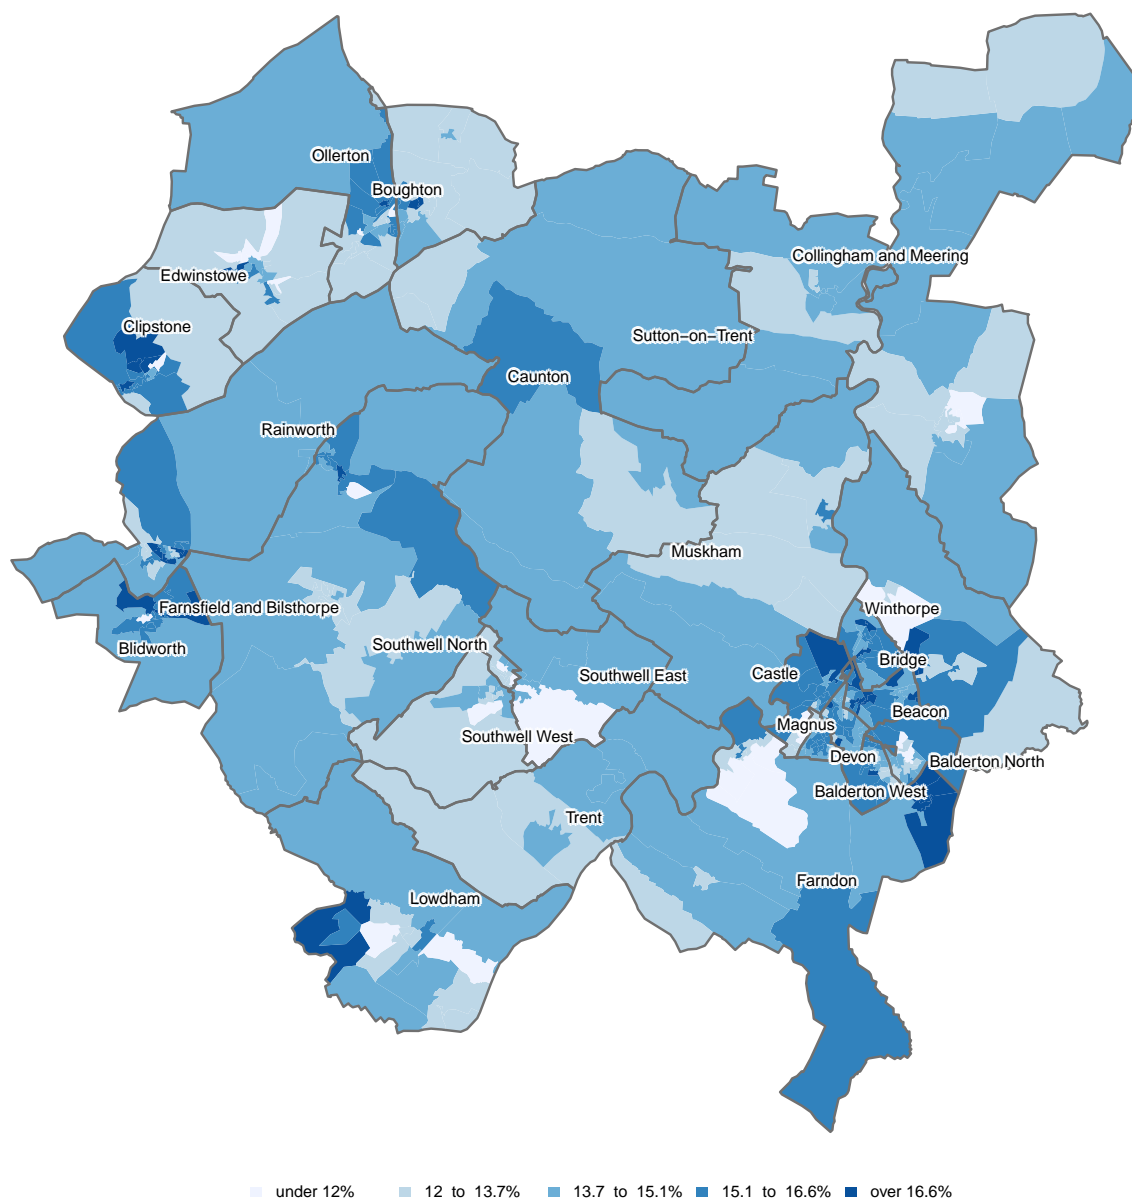 Ollerton
Boughton
Collingham and Meering
Edwinstowe
Clipstone
Sutton−on−Trent
Caunton
Rainworth
Muskham
Farnsfield and Bilsthorpe
Winthorpe
Blidworth
Southwell North
Bridge
Southwell East
Castle
Beacon
Magnus
Southwell West
Devon
Balderton North
Balderton West
Trent
Farndon
Lowdham
under 12% 12 to 13.7% 13.7 to 15.1% 15.1 to 16.6% over 16.6%